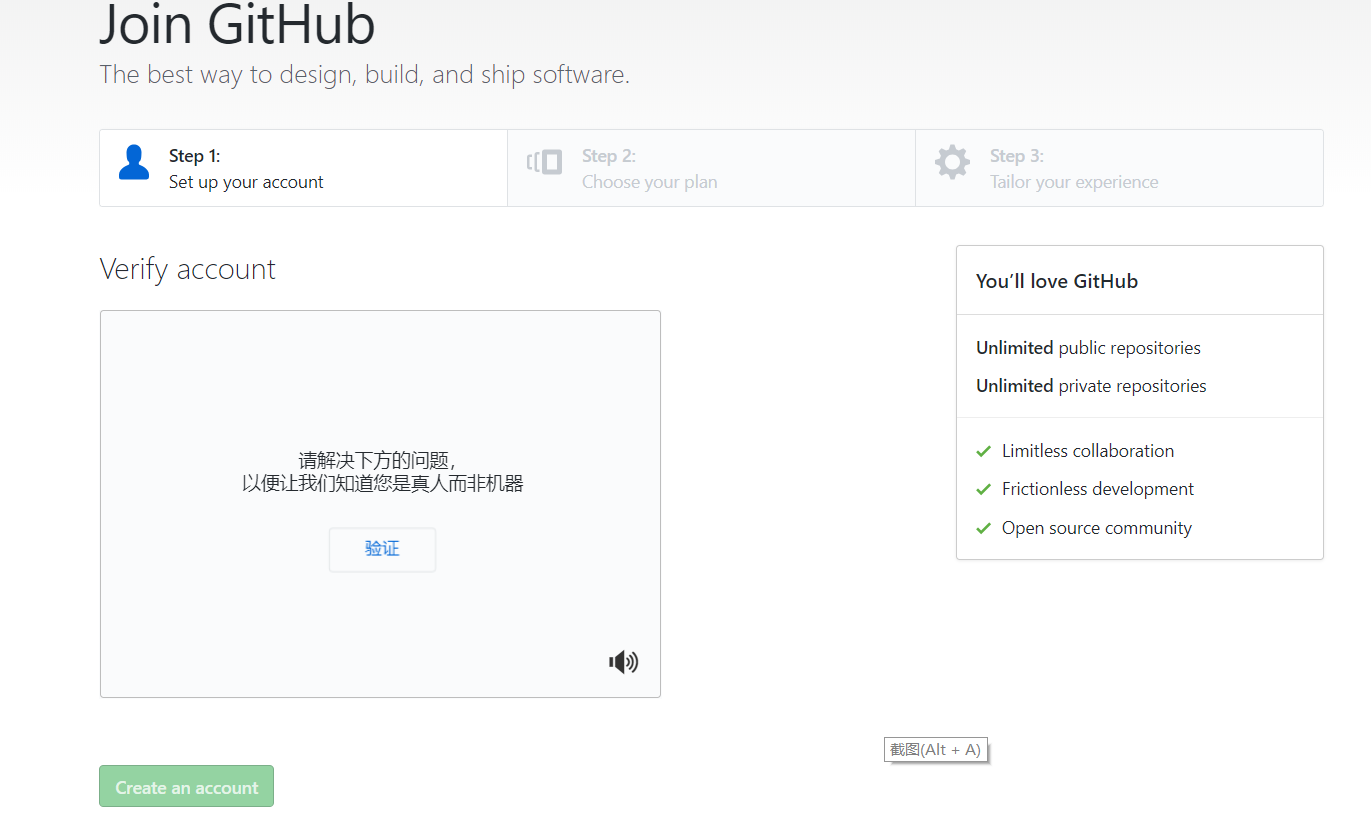 Join GitHub
The best way to design, build, and ship software.
Step 1:
Set up your account
Step 2:
Choose your plan
Step 3:
Tailor your experience
Verify account
请解决下方的问题，
以便让我们知道您是真人而非机器
验证
Create an account
You’ll love GitHub
Unlimited public repositories
Unlimited private repositories
Limitless collaboration
Frictionless development
Open source community
截图(Alt + A)